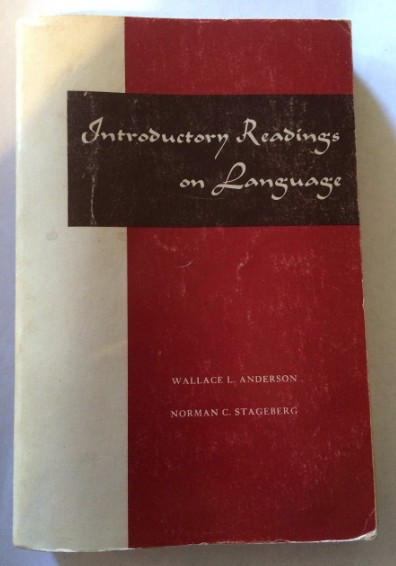 Introductory Readings
on Language
WALLACE L. ANDERSON
NORMAN C. STAGEBERG